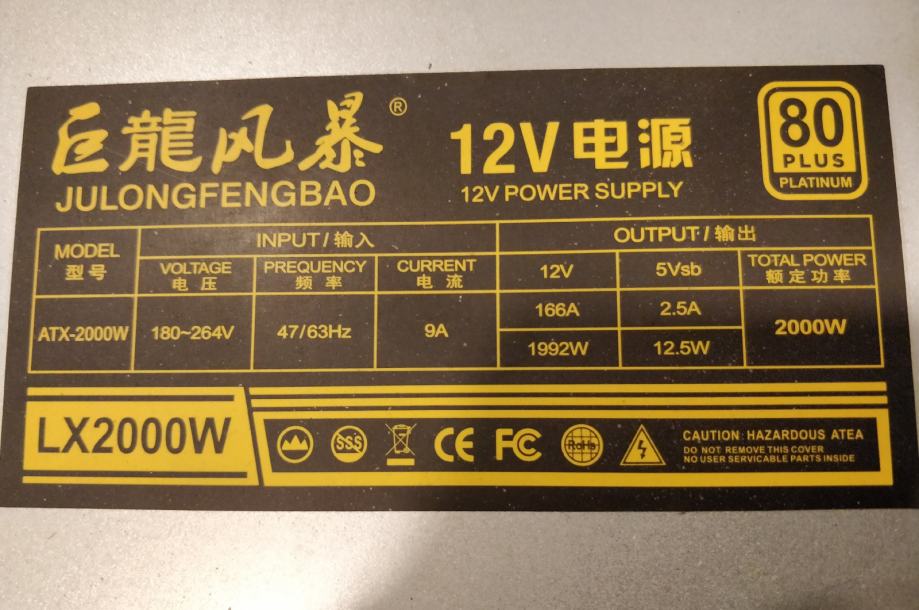 巨龍风暴®
JULONGFENGBAO
12V电源
12V POWER SUPPLY
80
PLUS
PLATINUM
MODEL
型号
INPUT/输入
OUTPUT/输出
VOLTAGE
电压
PREQUENCY
频率
CURRENT
电流
12V
5Vsb
TOTAL POWER
额定功率
ATX-2000W
180~264V
47/63Hz
9A
166A
2.5A
2000W
1992W
12.5W
LX2000W
SSS
CE
FC
RoHs
CAUTION: HAZARDOUS ATEA
DO NOT REMOVE THIS COVER
NO USER SERVICABLE PARTS INSIDE